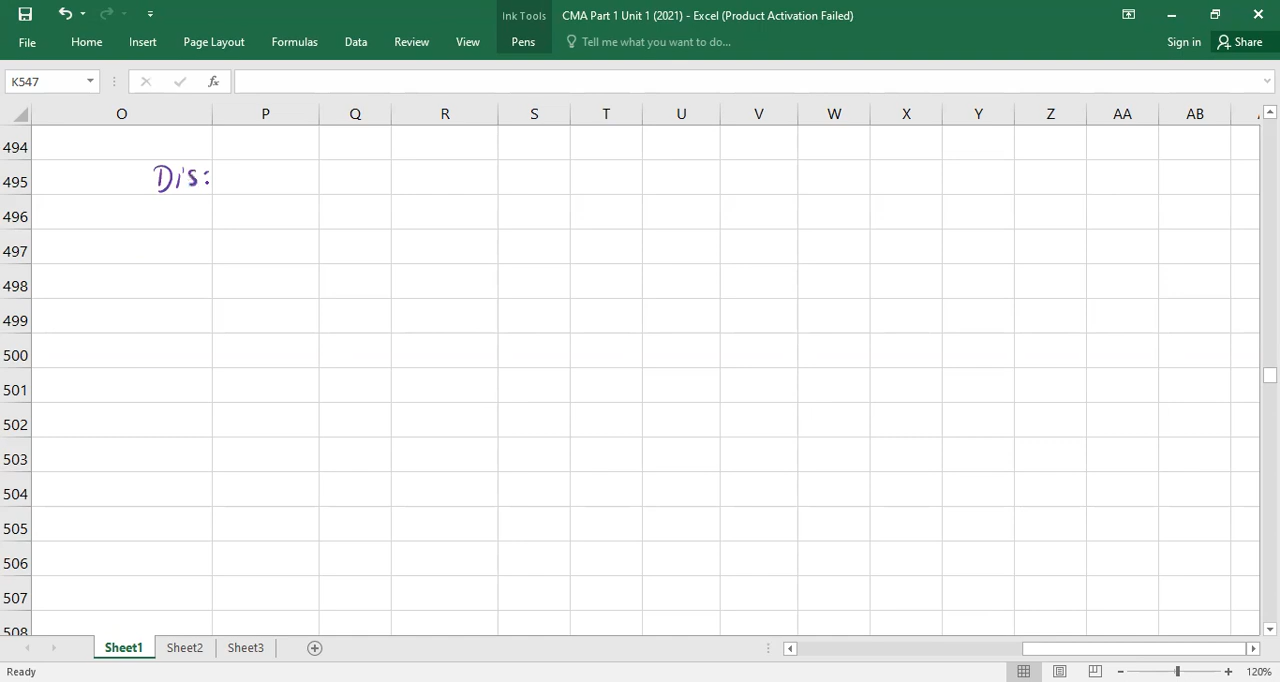 Ink Tools
CMA Part 1 Unit 1 (2021) - Excel (Product Activation Failed)
File Home Insert Page Layout Formulas Data Review View Pens Tell me what you want to do... Sign in Share
K547 fx
O P Q R S T U V W X Y Z AA AB
494
495 Dis:
496
497
498
499
500
501
502
503
504
505
506
507
508
Sheet1 Sheet2 Sheet3
Ready 120%